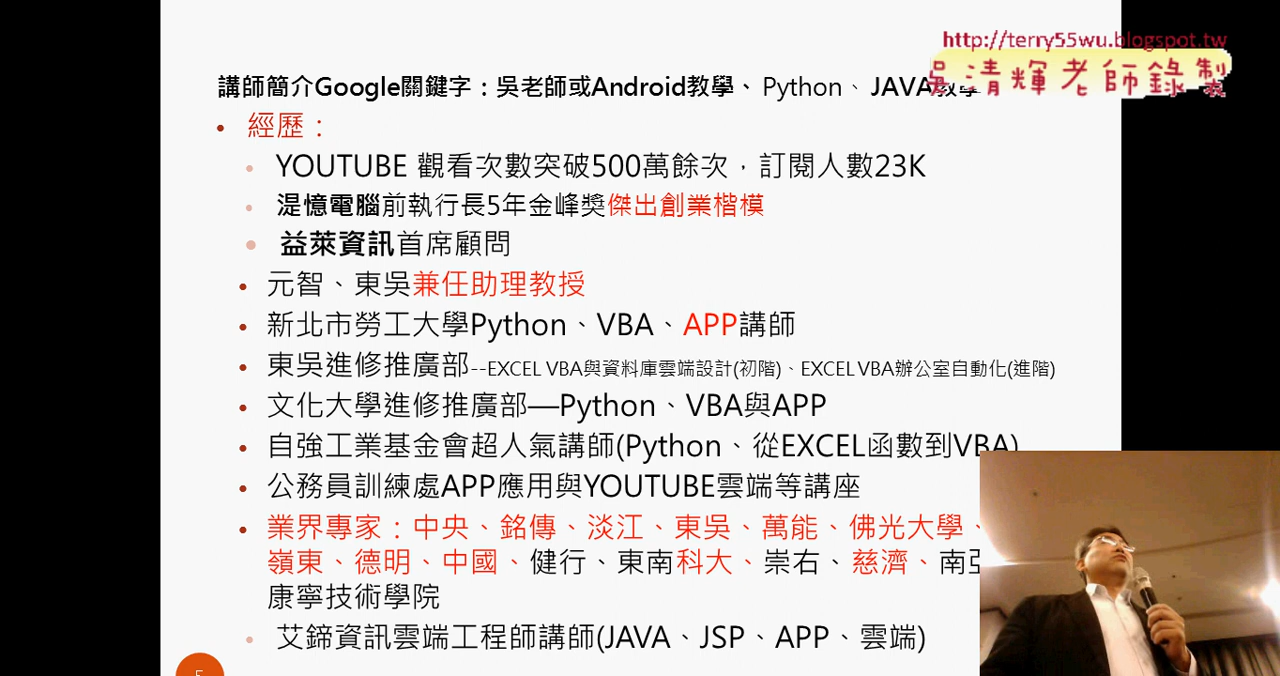 http://terry55wu.blogspot.tw
吳清輝老師錄製
講師簡介Google關鍵字：吳老師或Android教學、Python、JAVA教學
• 經歷：
• YOUTUBE 觀看次數突破500萬餘次，訂閱人數23K
• 湜憶電腦前執行長5年金峰獎傑出創業楷模
• 益萊資訊首席顧問
• 元智、東吳兼任助理教授
• 新北市勞工大學Python、VBA、APP講師
• 東吳進修推廣部--EXCEL VBA與資料庫雲端設計(初階)、EXCEL VBA辦公室自動化(進階)
• 文化大學進修推廣部—Python、VBA與APP
• 自強工業基金會超人氣講師(Python、從EXCEL函數到VBA)
• 公務員訓練處APP應用與YOUTUBE雲端等講座
• 業界專家：中央、銘傳、淡江、東吳、萬能、佛光大學、
嶺東、德明、中國、健行、東南科大、崇右、慈濟、南亞
康寧技術學院
• 艾鍗資訊雲端工程師講師(JAVA、JSP、APP、雲端)
5